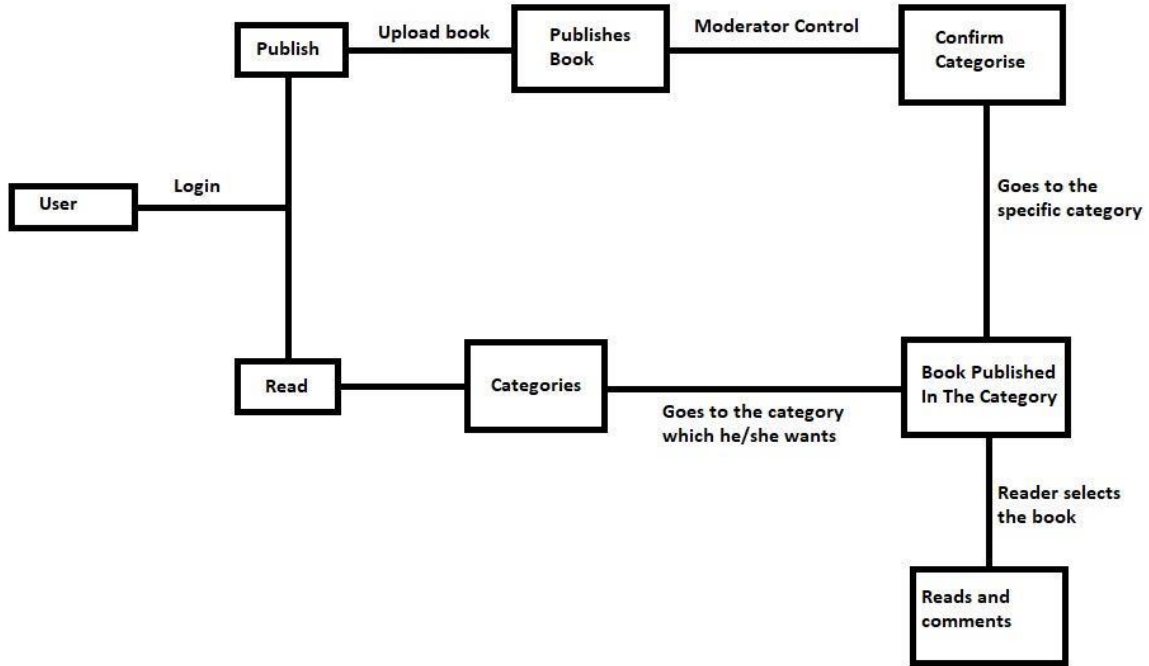 Publish
Upload book
Publishes
Book
Moderator Control
Confirm
Categorise
User
Login
Goes to the
specific category
Read
Categories
Goes to the category
which he/she wants
Book Published
In The Category
Reader selects
the book
Reads and
comments